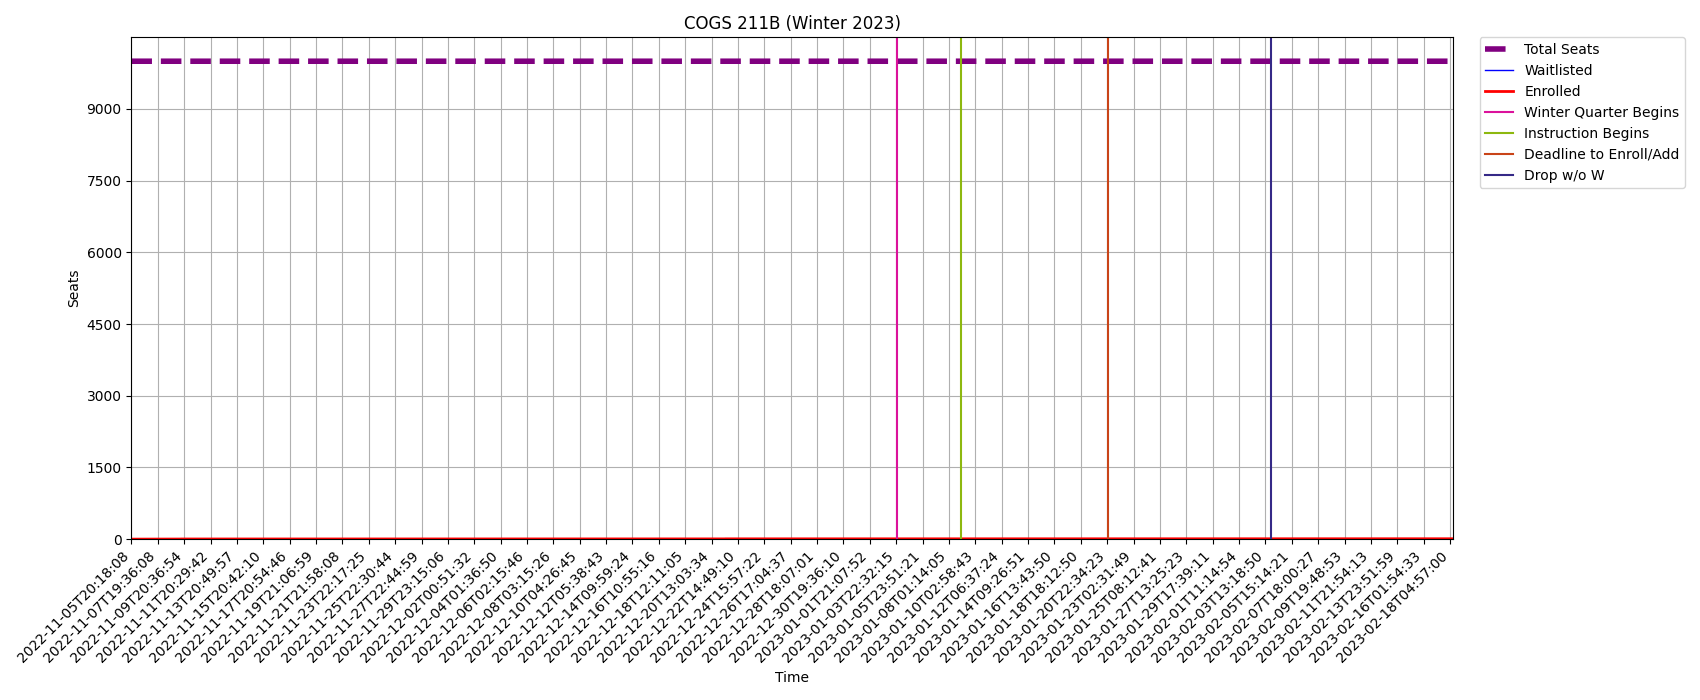 COGS 211B (Winter 2023)
Total Seats
Waitlisted
Enrolled
Winter Quarter Begins
Instruction Begins
Deadline to Enroll/Add
Drop w/o W
Seats
9000
7500
6000
4500
3000
1500
0
2022-11-05T20:18:08
2022-11-07T19:36:08
2022-11-09T20:36:54
2022-11-11T20:29:42
2022-11-13T20:49:57
2022-11-15T20:42:10
2022-11-17T20:54:46
2022-11-19T21:06:59
2022-11-21T21:58:08
2022-11-23T22:17:25
2022-11-25T22:30:44
2022-11-27T22:44:59
2022-11-29T23:15:06
2022-12-02T00:51:32
2022-12-04T01:36:50
2022-12-06T02:15:46
2022-12-08T03:15:26
2022-12-10T04:26:45
2022-12-12T05:38:43
2022-12-14T09:59:24
2022-12-16T10:55:16
2022-12-18T12:11:05
2022-12-20T13:03:34
2022-12-22T14:49:10
2022-12-24T15:57:22
2022-12-26T17:04:37
2022-12-28T18:07:01
2022-12-30T19:36:10
2023-01-01T21:07:52
2023-01-03T22:32:15
2023-01-05T23:51:21
2023-01-08T01:14:05
2023-01-10T02:58:43
2023-01-12T06:37:24
2023-01-14T09:26:51
2023-01-16T13:43:50
2023-01-18T18:12:50
2023-01-20T22:34:23
2023-01-23T02:31:49
2023-01-25T08:12:41
2023-01-27T13:25:23
2023-01-29T17:39:11
2023-02-01T11:14:54
2023-02-03T13:18:50
2023-02-05T15:14:21
2023-02-07T18:00:27
2023-02-09T19:48:53
2023-02-11T21:54:13
2023-02-13T23:51:59
2023-02-16T01:54:33
2023-02-18T04:57:00
Time